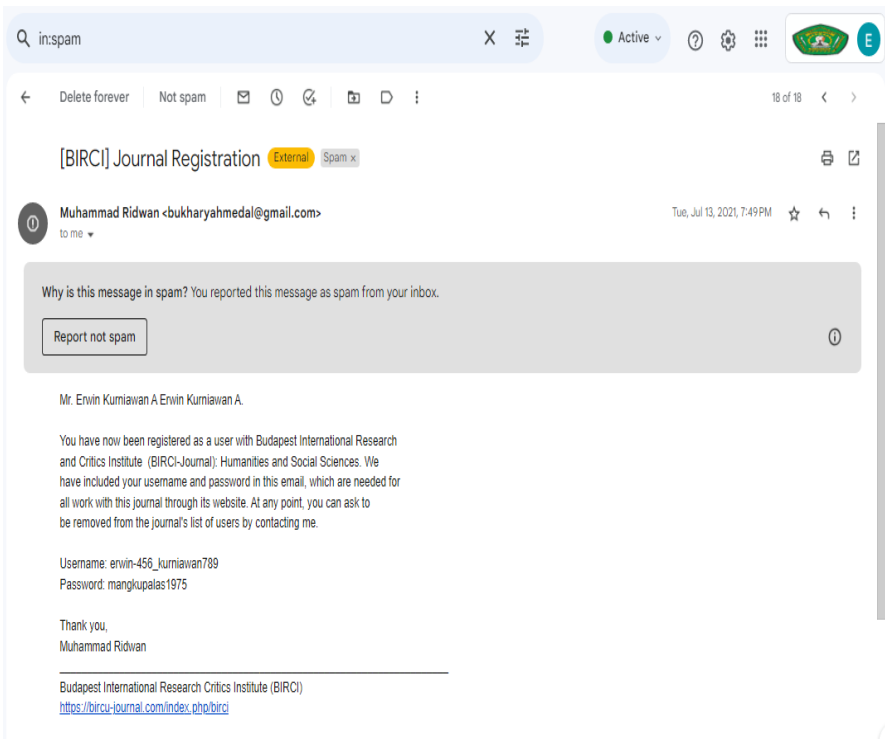 in:spam
Active
E
Delete forever
Not spam
18 of 18
[BIRCI] Journal Registration External Spam x
Muhammad Ridwan <bukharyahmedal@gmail.com>
Tue, Jul 13, 2021, 7:49 PM
to me
Why is this message in spam? You reported this message as spam from your inbox.
Report not spam
Mr. Erwin Kurniawan A Erwin Kurniawan A.
You have now been registered as a user with Budapest International Research
and Critics Institute (BIRCI-Journal): Humanities and Social Sciences. We
have included your username and password in this email, which are needed for
all work with this journal through its website. At any point, you can ask to
be removed from the journal's list of users by contacting me.
Username: erwin-456_kurniawan789
Password: mangkupalas1975
Thank you,
Muhammad Ridwan
Budapest International Research Critics Institute (BIRCI)
https://bircu-journal.com/index.php/birci